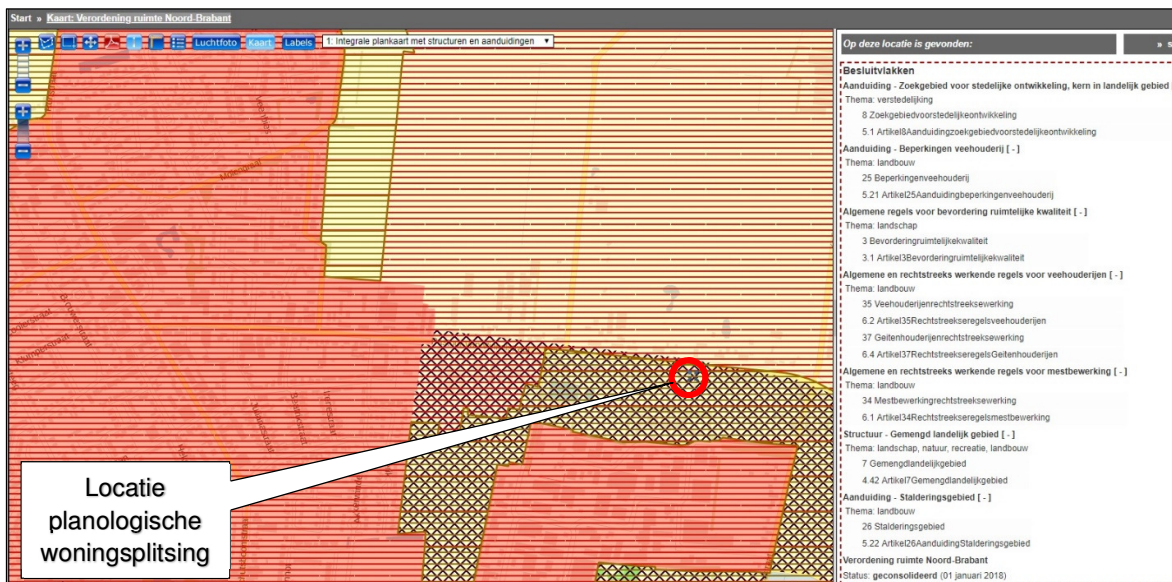 Start » Kaart: Verordening ruimte Noord-Brabant
Luchtfoto Kaart Labels 1: Integrale plankaart met structuren en aanduidingen
Molenstraat
Locatie
planologische
woningsplitsing
Op deze locatie is gevonden:
» s
Besluitvlakken
Aanduiding - Zoekgebied voor stedelijke ontwikkeling, kern in landelijk gebied
Thema: verstedelijking
8 Zoekgebiedvoorstedelijkeontwikkeling
5.1 Artikel8Aanduidingzoekgebiedvoorstedelijkeontwikkeling
Aanduiding - Beperkingen veehouderij [ - ]
Thema: landbouw
25 Beperkingenveehouderij
5.21 Artikel25Aanduidingbeperkingenveehouderij
Algemene regels voor bevordering ruimtelijke kwaliteit [ - ]
Thema: landschap
3 Bevorderingruimtelijkekwaliteit
3.1 Artikel3Bevorderingruimtelijkekwaliteit
Algemene en rechtstreeks werkende regels voor veehouderijen [ - ]
Thema: landbouw
35 Veehouderijenrechtstreeksewerking
6.2 Artikel35Rechtstreekseregelsveehouderijen
37 Geitenhouderijenrechtstreeksewerking
6.4 Artikel37RechtstreekseregelsGeitenhouderijen
Algemene en rechtstreeks werkende regels voor mestbewerking [ - ]
Thema: landbouw
34 Mestbewerkingrechtstreeksewerking
6.1 Artikel34Rechtstreekseregelsmestbewerking
Structuur - Gemengd landelijk gebied [ - ]
Thema: landschap, natuur, recreatie, landbouw
7 Gemengdlandelijkgebied
4.42 Artikel7Gemengdlandelijkgebied
Aanduiding - Stalderingsgebied [ - ]
Thema: landbouw
26 Stalderingsgebied
5.22 Artikel26AanduidingStalderingsgebied
Verordening ruimte Noord-Brabant
Status: geconsolideerd (01 januari 2018)